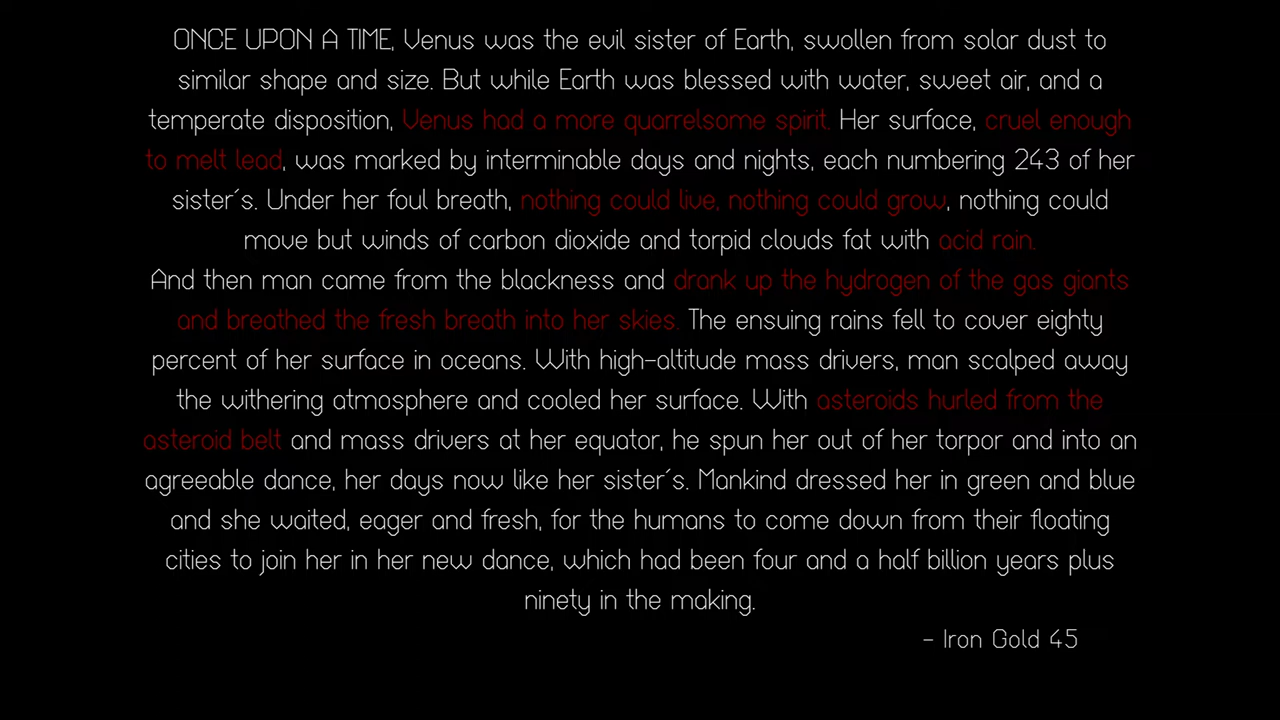 ONCE UPON A TIME, Venus was the evil sister of Earth, swollen from solar dust to
similar shape and size. But while Earth was blessed with water, sweet air, and a
temperate disposition, Venus had a more quarrelsome spirit. Her surface, cruel enough
to melt lead, was marked by interminable days and nights, each numbering 243 of her
sister´s. Under her foul breath, nothing could live, nothing could grow, nothing could
move but winds of carbon dioxide and torpid clouds fat with acid rain.
And then man came from the blackness and drank up the hydrogen of the gas giants
and breathed the fresh breath into her skies. The ensuing rains fell to cover eighty
percent of her surface in oceans. With high-altitude mass drivers, man scalped away
the withering atmosphere and cooled her surface. With asteroids hurled from the
asteroid belt and mass drivers at her equator, he spun her out of her torpor and into an
agreeable dance, her days now like her sister´s. Mankind dressed her in green and blue
and she waited, eager and fresh, for the humans to come down from their floating
cities to join her in her new dance, which had been four and a half billion years plus
ninety in the making.
- Iron Gold 45